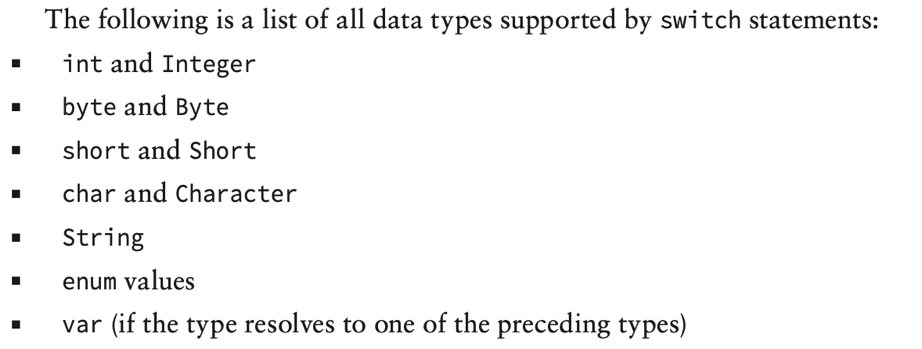 The following is a list of all data types supported by switch statements:
▪ int and Integer
▪ byte and Byte
▪ short and Short
▪ char and Character
▪ String
▪ enum values
▪ var (if the type resolves to one of the preceding types)